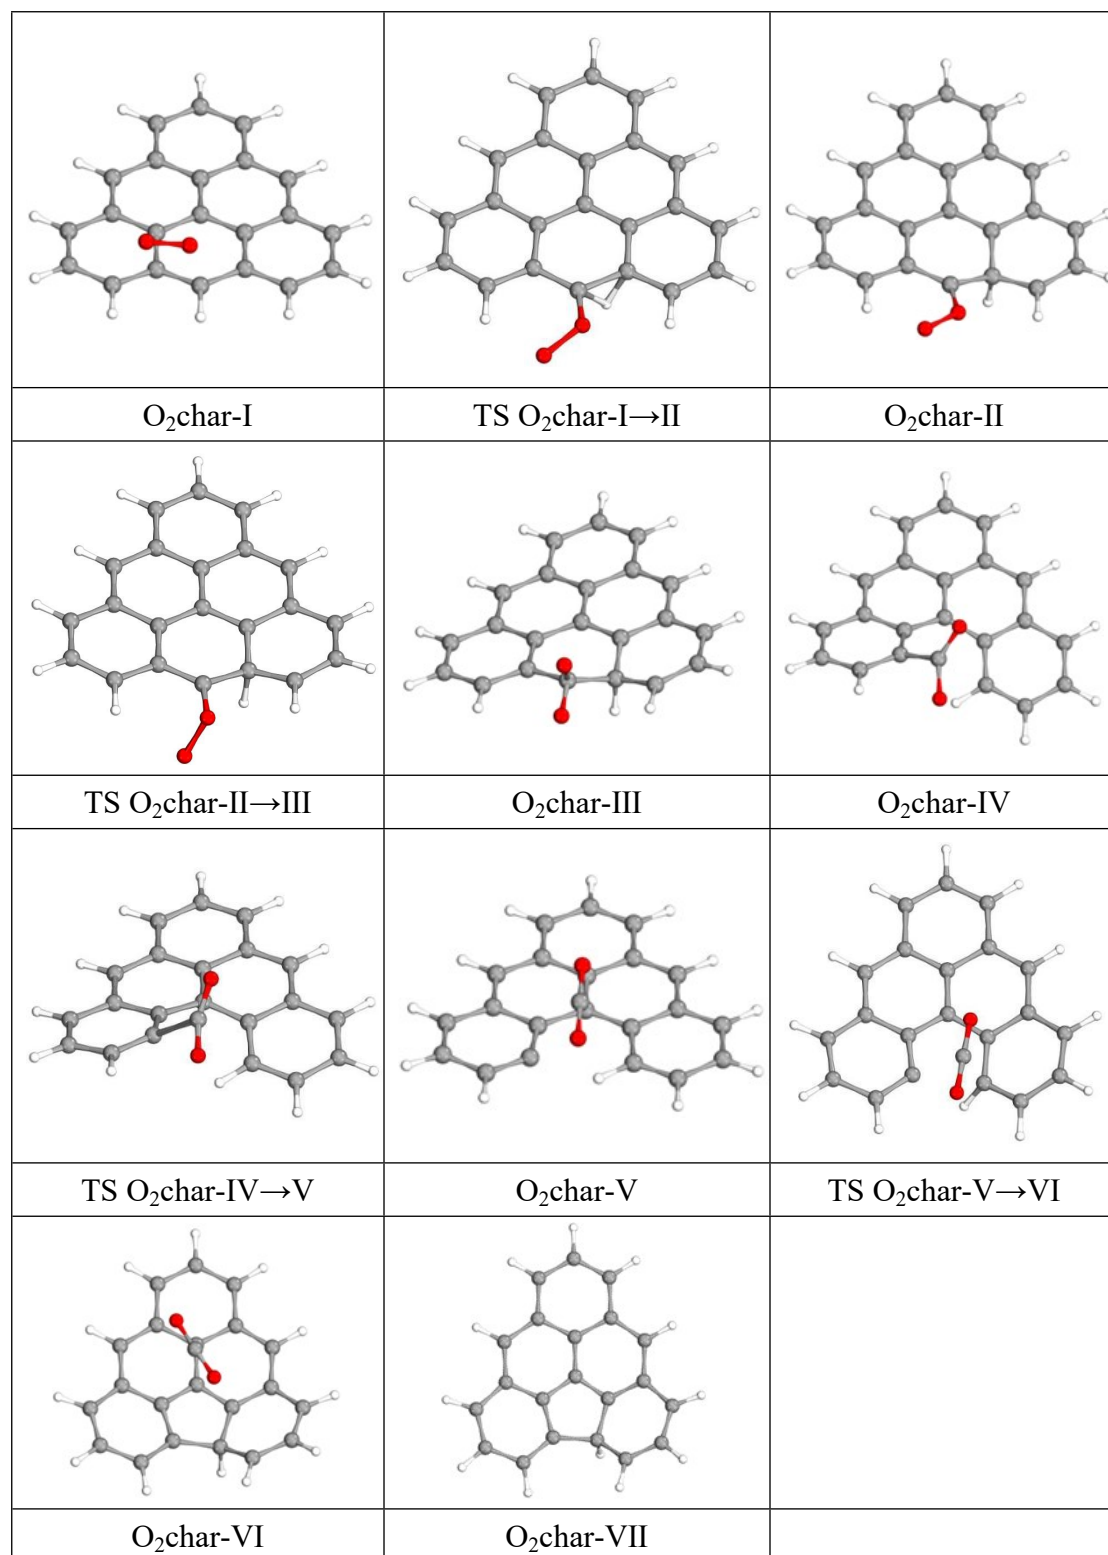 O₂char-I
TS O₂char-I→II
O₂char-II
TS O₂char-II→III
O₂char-III
O₂char-IV
TS O₂char-IV→V
O₂char-V
TS O₂char-V→VI
O₂char-VI
O₂char-VII